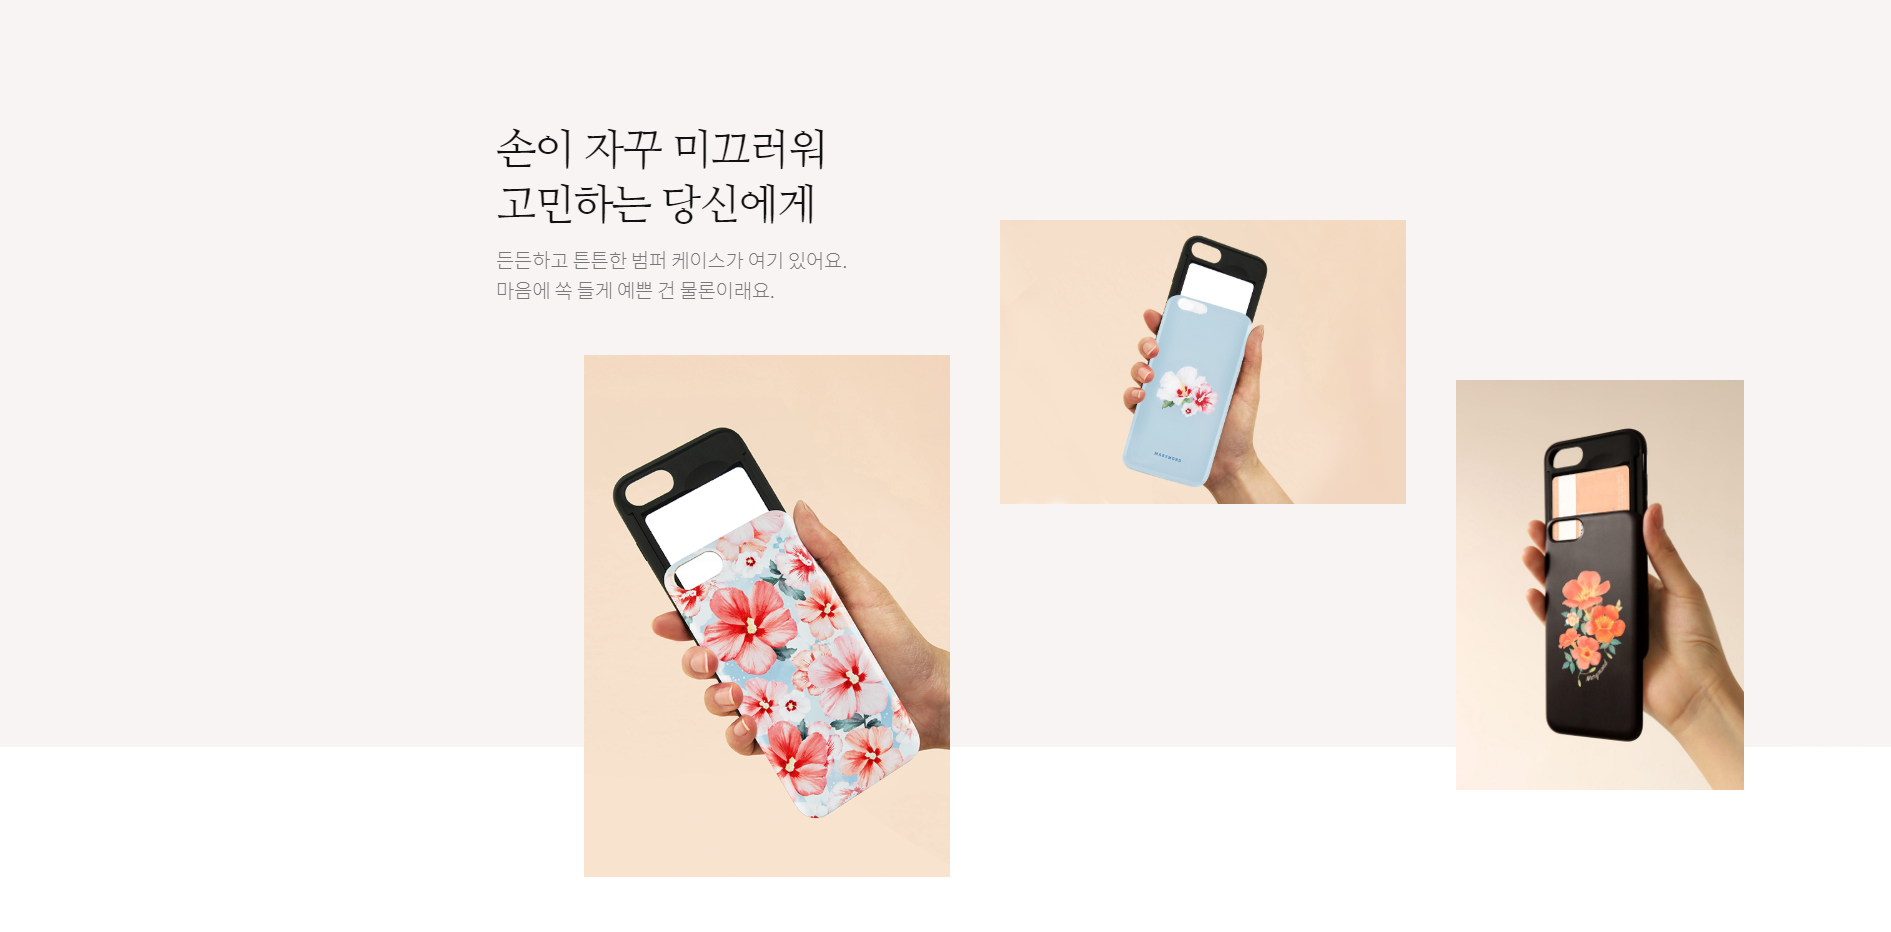 손이 자꾸 미끄러워
고민하는 당신에게
든든하고 튼튼한 범퍼 케이스가 여기 있어요.
마음에 쏙 들게 예쁜 건 물론이래요.